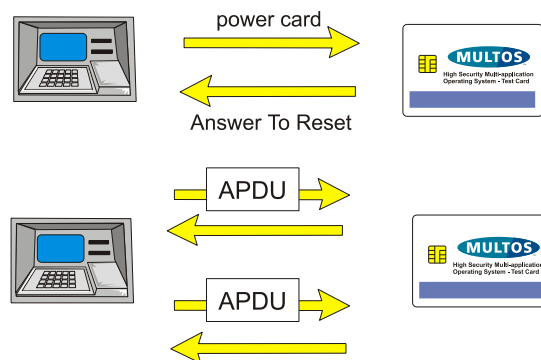 power card
MULTOS
High Security Multi-application
Operating System - Test Card
Answer To Reset
APDU
MULTOS
High Security Multi-application
Operating System - Test Card
APDU